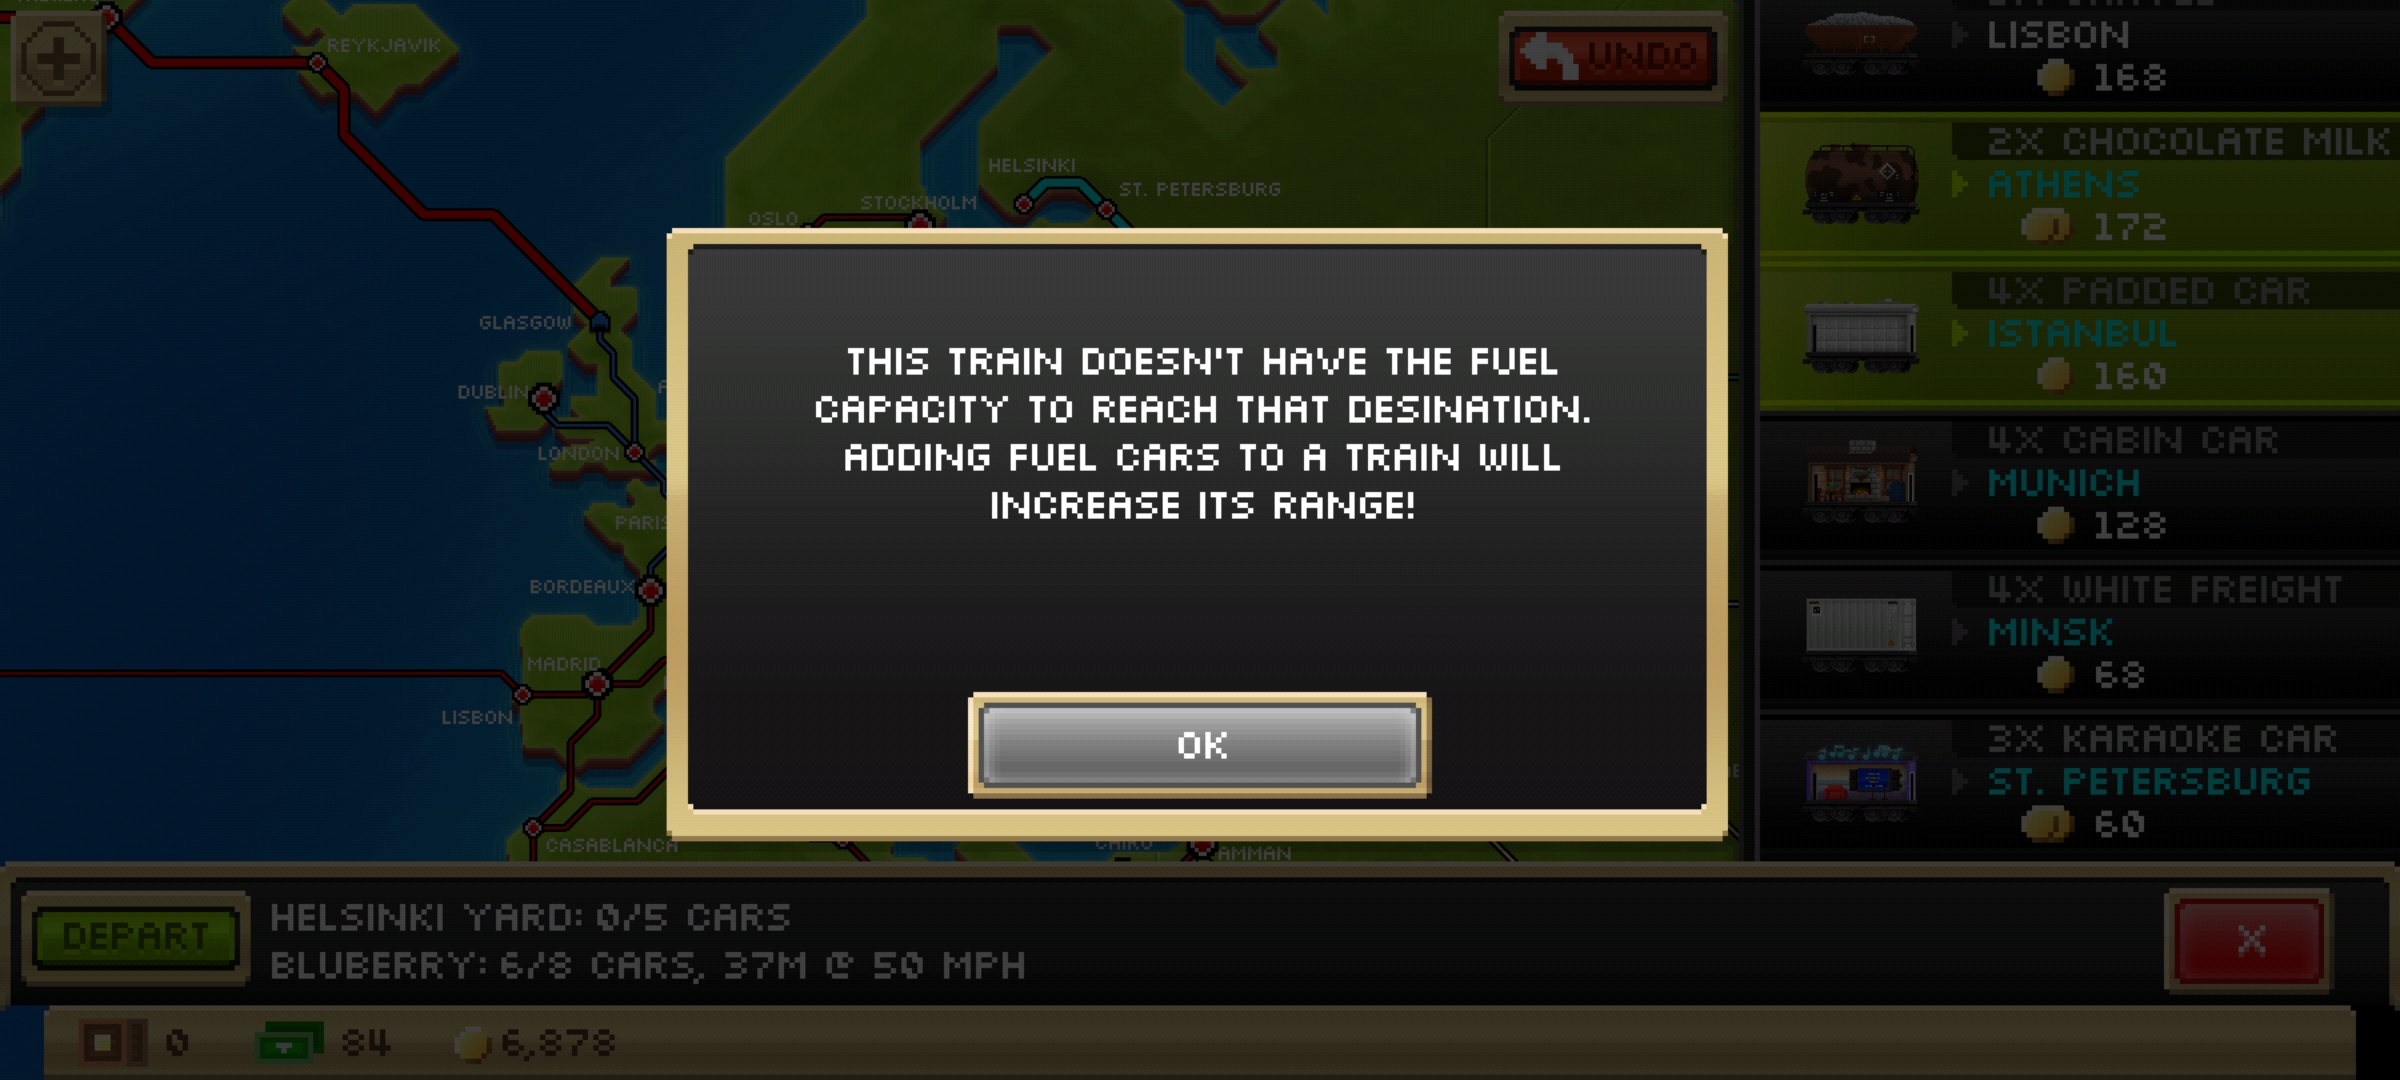 REYKJAVIK
HELSINKI
ST. PETERSBURG
STOCKHOLM
OSLO
GLASGOW
DUBLIN
LONDON
PARIS
BORDEAUX
MADRID
LISBON
CASABLANCA
CAIRO
AMMAN
UNDO
THIS TRAIN DOESN'T HAVE THE FUEL
CAPACITY TO REACH THAT DESINATION.
ADDING FUEL CARS TO A TRAIN WILL
INCREASE ITS RANGE!
OK
LISBON
168
2X CHOCOLATE MILK
ATHENS
172
4X PADDED CAR
ISTANBUL
160
4X CABIN CAR
MUNICH
128
4X WHITE FREIGHT
MINSK
68
3X KARAOKE CAR
ST. PETERSBURG
60
DEPART
HELSINKI YARD: 0/5 CARS
BLUBERRY: 6/8 CARS, 37M @ 50 MPH
X
0
84
6,878